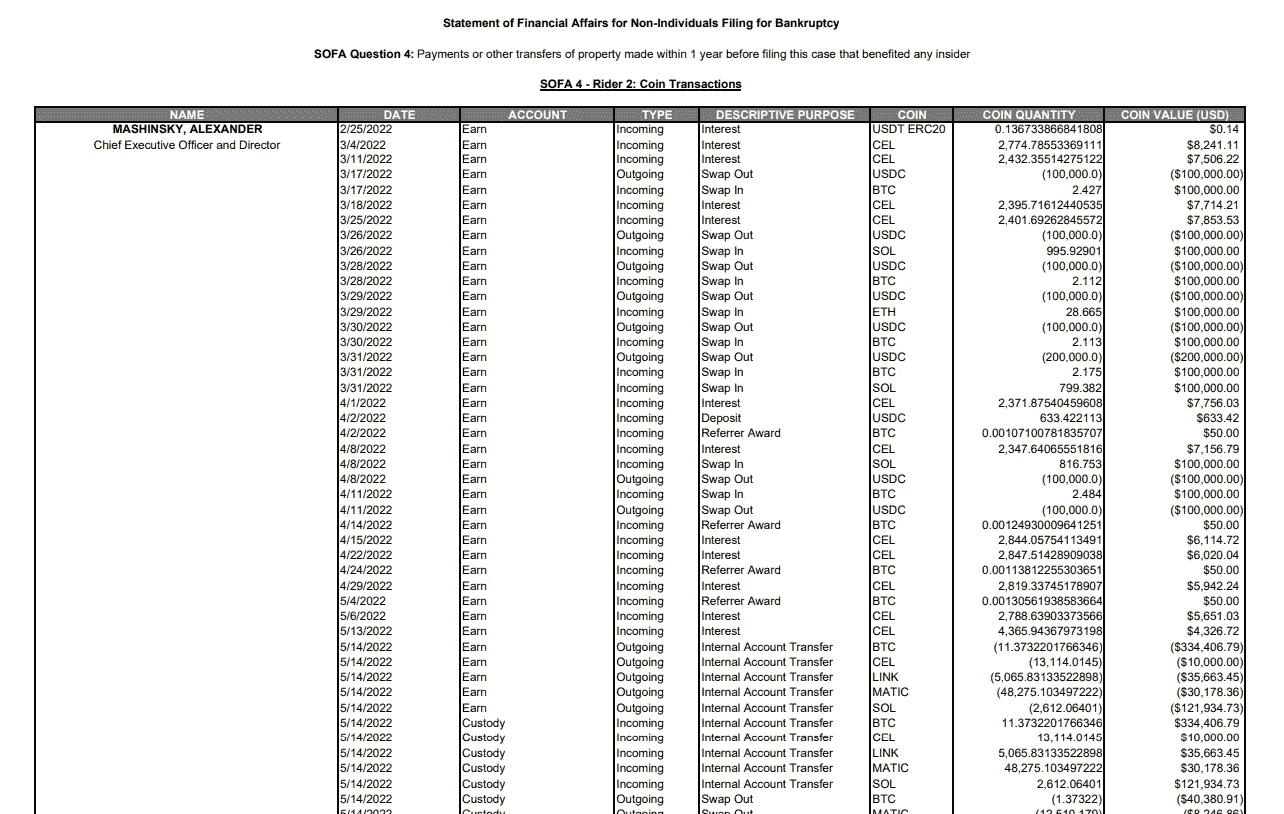 Statement of Financial Affairs for Non-Individuals Filing for Bankruptcy
SOFA Question 4: Payments or other transfers of property made within 1 year before filing this case that benefited any insider
SOFA 4 - Rider 2: Coin Transactions
NAME DATE ACCOUNT TYPE DESCRIPTIVE PURPOSE COIN COIN QUANTITY COIN VALUE (USD)
MASHINSKY, ALEXANDER 2/25/2022 Earn Incoming Interest USDT ERC20 0.136733866841808 $0.14
Chief Executive Officer and Director 3/4/2022 Earn Incoming Interest CEL 2,774.78553369111 $8,241.11
3/11/2022 Earn Incoming Interest CEL 2,432.35514275122 $7,506.22
3/17/2022 Earn Outgoing Swap Out USDC (100,000.0) ($100,000.00)
3/17/2022 Earn Incoming Swap In BTC 2.427 $100,000.00
3/18/2022 Earn Incoming Interest CEL 2,395.71612440535 $7,714.21
3/25/2022 Earn Incoming Interest CEL 2,401.69262845572 $7,853.53
3/26/2022 Earn Outgoing Swap Out USDC (100,000.0) ($100,000.00)
3/26/2022 Earn Incoming Swap In SOL 995.92901 $100,000.00
3/28/2022 Earn Outgoing Swap Out USDC (100,000.0) ($100,000.00)
3/28/2022 Earn Incoming Swap In BTC 2.112 $100,000.00
3/29/2022 Earn Outgoing Swap Out USDC (100,000.0) ($100,000.00)
3/29/2022 Earn Incoming Swap In ETH 28.665 $100,000.00
3/30/2022 Earn Outgoing Swap Out USDC (100,000.0) ($100,000.00)
3/30/2022 Earn Incoming Swap In BTC 2.113 $100,000.00
3/31/2022 Earn Outgoing Swap Out USDC (200,000.0) ($200,000.00)
3/31/2022 Earn Incoming Swap In BTC 2.175 $100,000.00
3/31/2022 Earn Incoming Swap In SOL 799.382 $100,000.00
4/1/2022 Earn Incoming Interest CEL 2,371.87540459608 $7,756.03
4/2/2022 Earn Incoming Deposit USDC 633.422113 $633.42
4/2/2022 Earn Incoming Referrer Award BTC 0.00107100781835707 $50.00
4/8/2022 Earn Incoming Interest CEL 2,347.64065551816 $7,156.79
4/8/2022 Earn Incoming Swap In SOL 816.753 $100,000.00
4/8/2022 Earn Outgoing Swap Out USDC (100,000.0) ($100,000.00)
4/11/2022 Earn Incoming Swap In BTC 2.484 $100,000.00
4/11/2022 Earn Outgoing Swap Out USDC (100,000.0) ($100,000.00)
4/14/2022 Earn Incoming Referrer Award BTC 0.00124930009641251 $50.00
4/15/2022 Earn Incoming Interest CEL 2,844.05754113491 $6,114.72
4/22/2022 Earn Incoming Interest CEL 2,847.51428909038 $6,020.04
4/24/2022 Earn Incoming Referrer Award BTC 0.00113812255303651 $50.00
4/29/2022 Earn Incoming Interest CEL 2,819.33745178907 $5,942.24
5/4/2022 Earn Incoming Referrer Award BTC 0.00130561938583664 $50.00
5/6/2022 Earn Incoming Interest CEL 2,788.63903373566 $5,651.03
5/13/2022 Earn Incoming Interest CEL 4,365.94367973198 $4,326.72
5/14/2022 Earn Outgoing Internal Account Transfer BTC (11.3732201766346) ($334,406.79)
5/14/2022 Earn Outgoing Internal Account Transfer CEL (13,114.0145) ($10,000.00)
5/14/2022 Earn Outgoing Internal Account Transfer LINK (5,065.83133522898) ($35,663.45)
5/14/2022 Earn Outgoing Internal Account Transfer MATIC (48,275.103497222) ($30,178.36)
5/14/2022 Earn Outgoing Internal Account Transfer SOL (2,612.06401) ($121,934.73)
5/14/2022 Custody Incoming Internal Account Transfer BTC 11.3732201766346 $334,406.79
5/14/2022 Custody Incoming Internal Account Transfer CEL 13,114.0145 $10,000.00
5/14/2022 Custody Incoming Internal Account Transfer LINK 5,065.83133522898 $35,663.45
5/14/2022 Custody Incoming Internal Account Transfer MATIC 48,275.103497222 $30,178.36
5/14/2022 Custody Incoming Internal Account Transfer SOL 2,612.06401 $121,934.73
5/14/2022 Custody Outgoing Swap Out BTC (1.37322) ($40,380.91)
5/14/2022 Custody Outgoing Swap Out MATIC